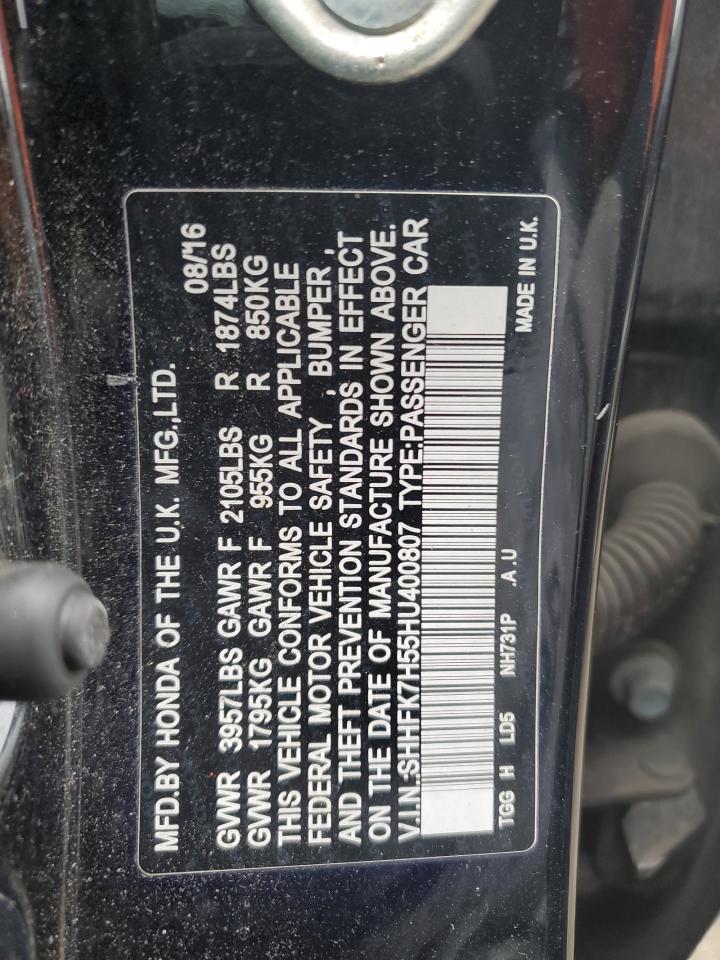 MFD.BY HONDA OF THE U.K. MFG.,LTD. 08/16
GVWR 3957LBS GAWR F 2105LBS R 1874LBS
GVWR 1795KG GAWR F 955KG R 850KG
THIS VEHICLE CONFORMS TO ALL APPLICABLE
FEDERAL MOTOR VEHICLE SAFETY , BUMPER ,
AND THEFT PREVENTION STANDARDS IN EFFECT
ON THE DATE OF MANUFACTURE SHOWN ABOVE.
V.I.N.:SHHFK7H55HU400807 TYPE:PASSENGER CAR
TGG H LD5 NH731P .A .U MADE IN U.K.